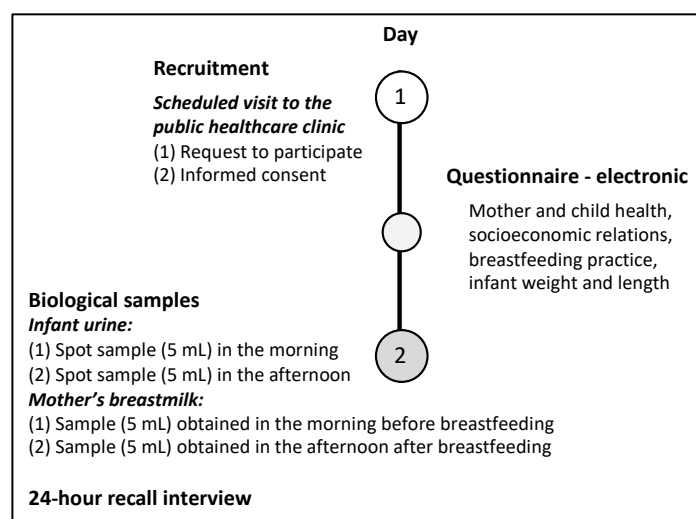 Day
Recruitment
Scheduled visit to the
public healthcare clinic
(1) Request to participate
(2) Informed consent
1
Questionnaire - electronic
Mother and child health,
socioeconomic relations,
breastfeeding practice,
infant weight and length
Biological samples
Infant urine:
(1) Spot sample (5 mL) in the morning
(2) Spot sample (5 mL) in the afternoon
2
Mother’s breastmilk:
(1) Sample (5 mL) obtained in the morning before breastfeeding
(2) Sample (5 mL) obtained in the afternoon after breastfeeding
24-hour recall interview